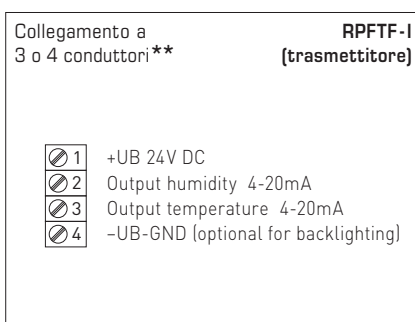 Collegamento a RPFTF-I
3 o 4 conduttori** (trasmettitore)
1 +UB 24V DC
2 Output humidity 4-20mA
3 Output temperature 4-20mA
4 –UB-GND (optional for backlighting)